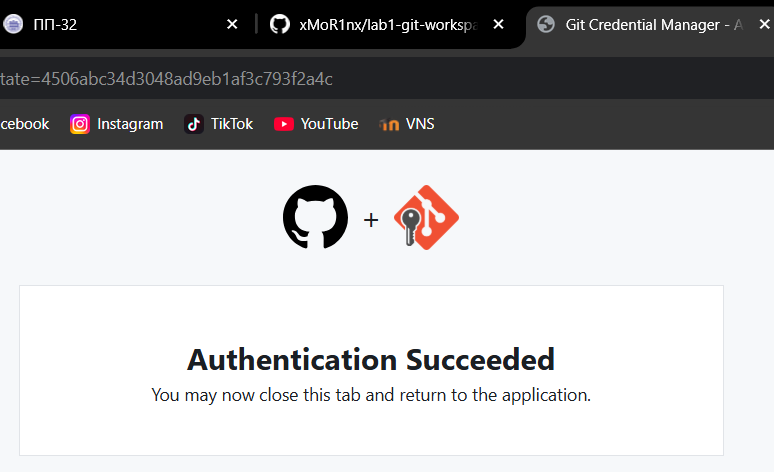 ПП-32
xMoR1nx/lab1-git-workspa
Git Credential Manager - A
tate=4506abc34d3048ad9eb1af3c793f2a4c
cebook
Instagram
TikTok
YouTube
VNS
+
Authentication Succeeded
You may now close this tab and return to the application.